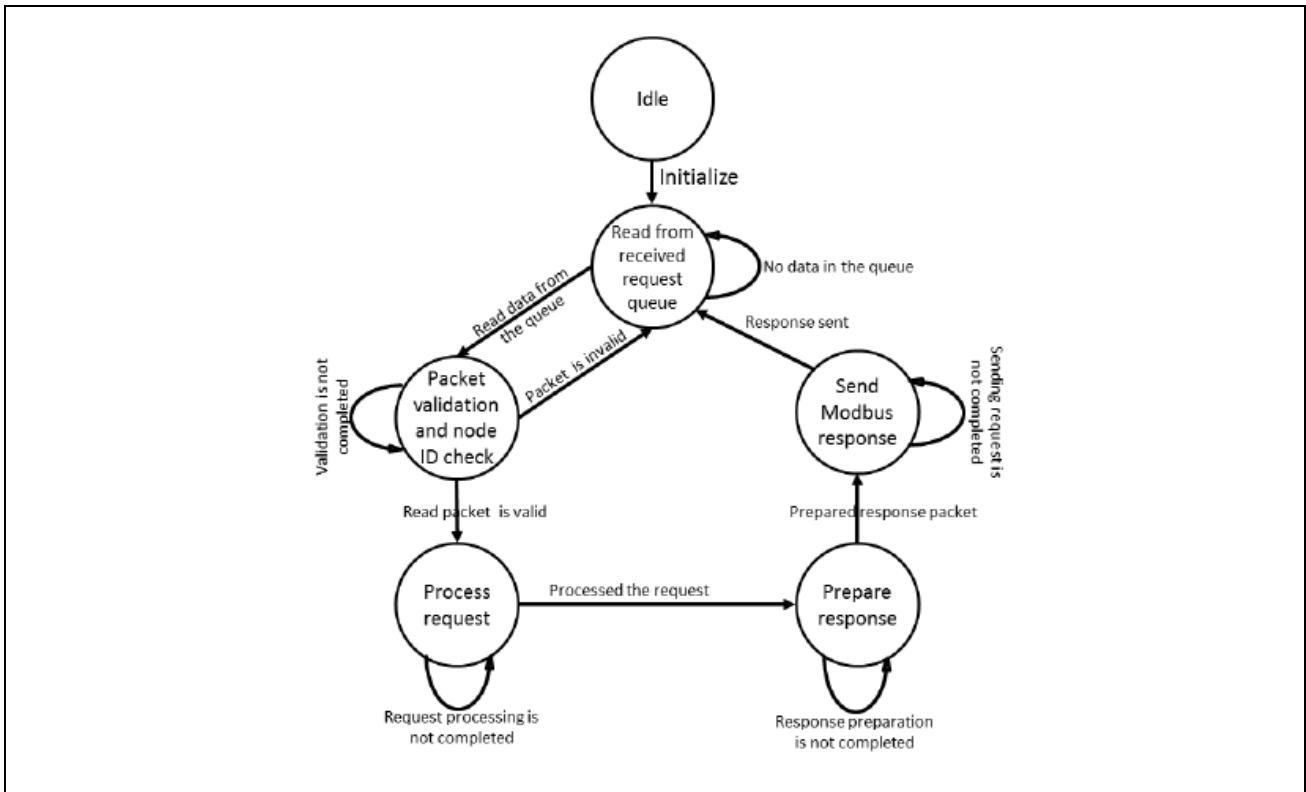 Idle
Initialize
Read from
received
request
queue
No data in the queue
Read data from
the queue
Packet is invalid
Response sent
Validation is not
completed
Packet
validation
and node
ID check
Send
Modbus
response
Sending request is
not completed
Read packet is valid
Prepared response packet
Process
request
Processed the request
Prepare
response
Request processing is
not completed
Response preparation
is not completed